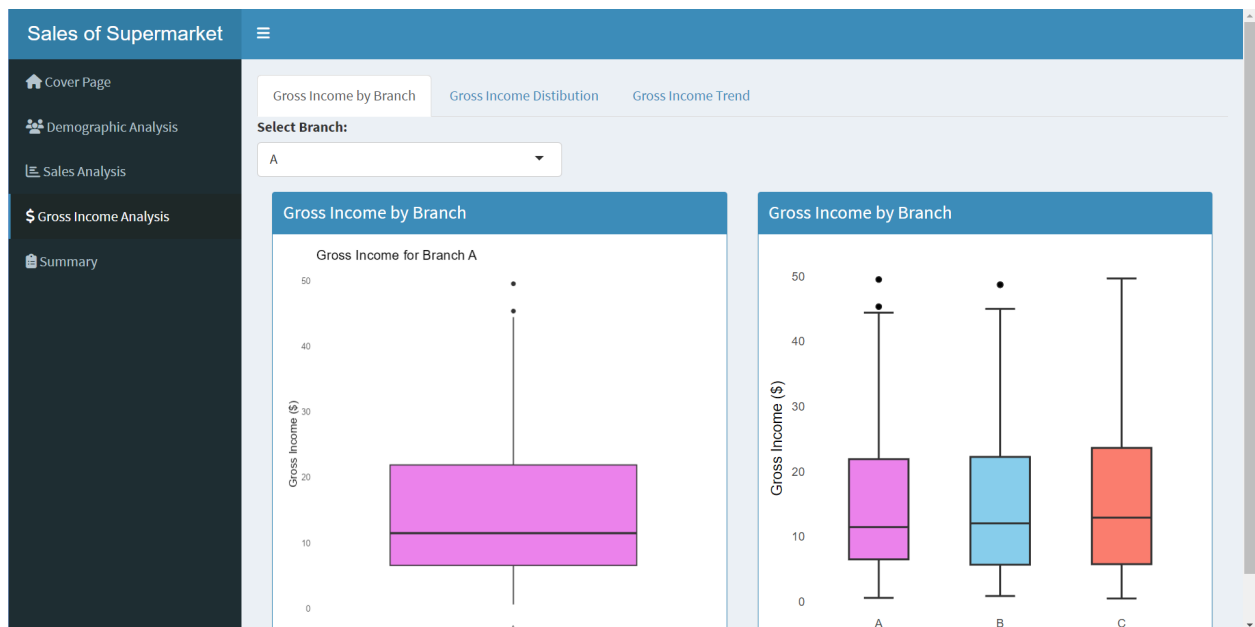 Sales of Supermarket
Cover Page
Demographic Analysis
Sales Analysis
Gross Income Analysis
Summary
Gross Income by Branch
Gross Income Distibution
Gross Income Trend
Select Branch:
A
Gross Income by Branch
Gross Income for Branch A
50
40
30
20
10
0
Gross Income ($)
Gross Income by Branch
50
40
30
20
10
0
Gross Income ($)
A
B
C